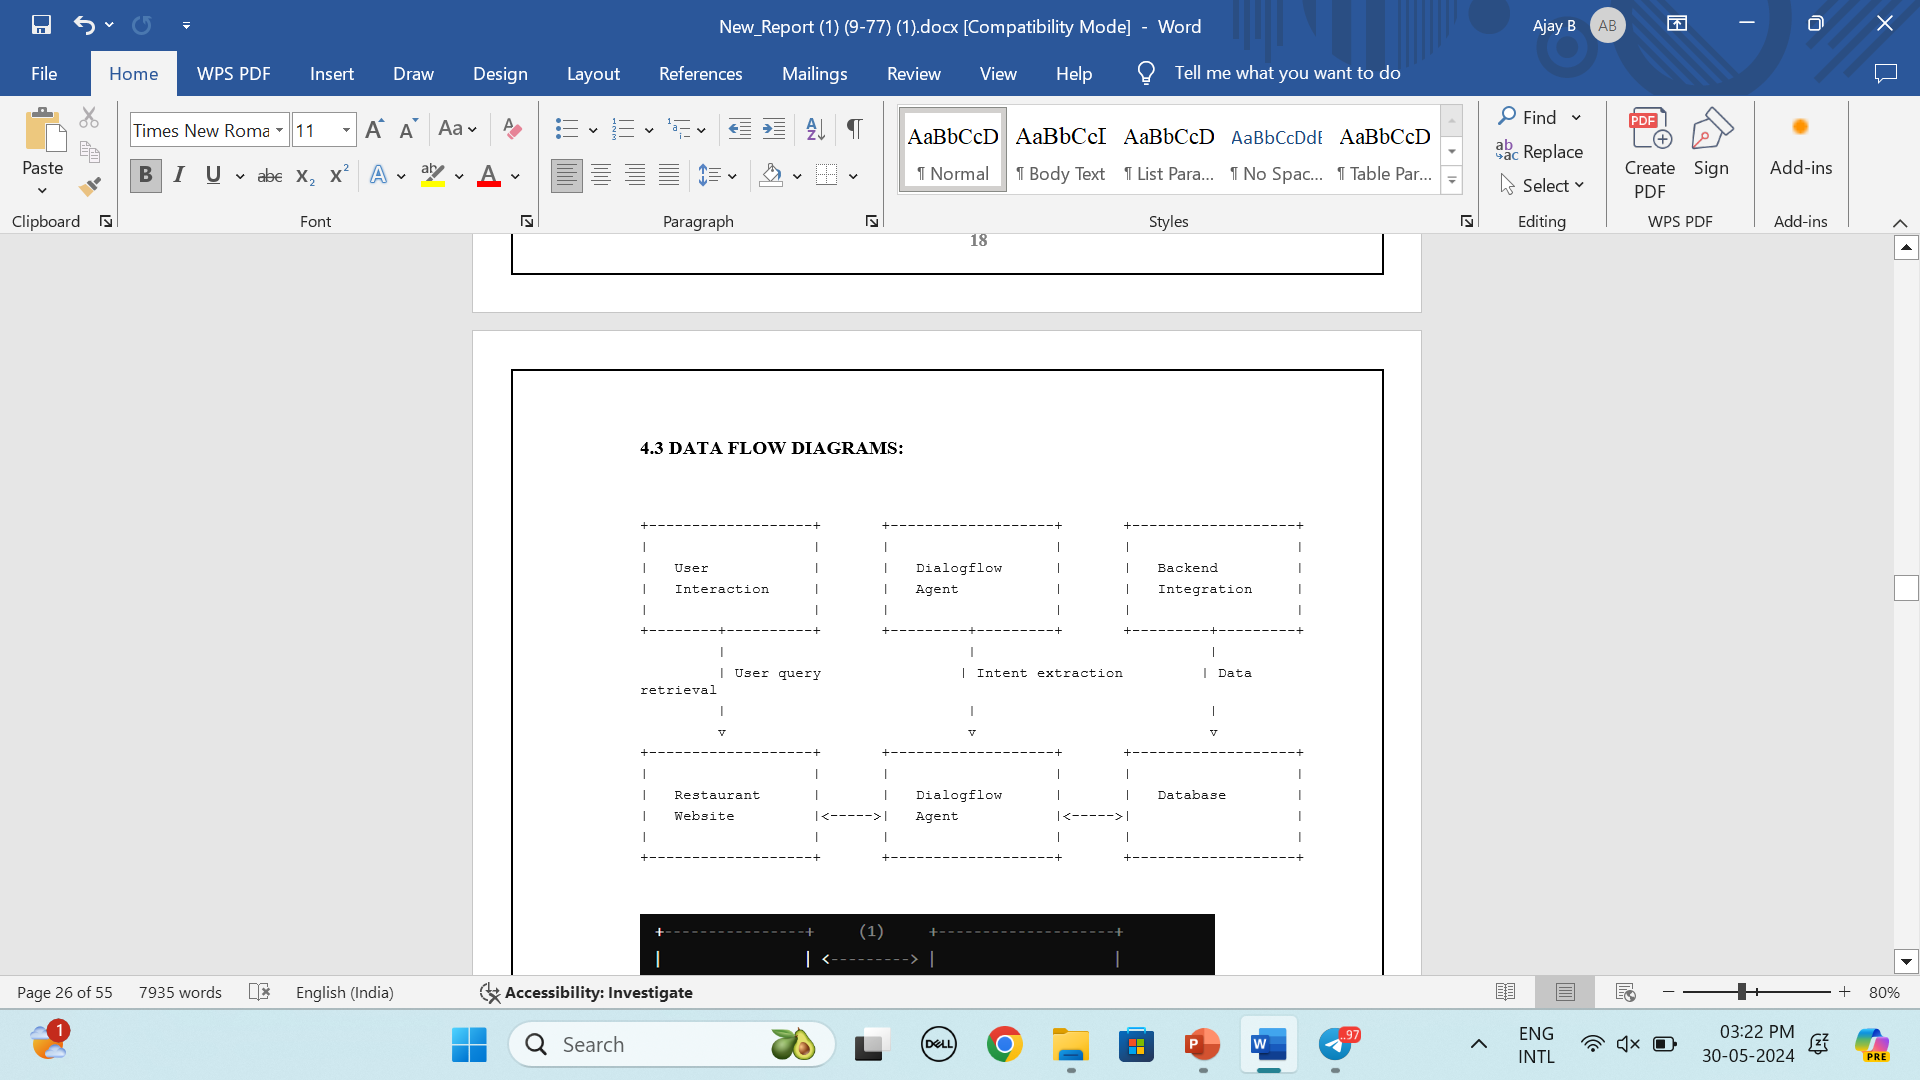 New_Report (1) (9-77) (1).docx [Compatibility Mode] - Word
Ajay B
AB
File Home WPS PDF Insert Draw Design Layout References Mailings Review View Help Tell me what you want to do
Paste
Clipboard
Times New Roma 11
Font
Paragraph
AaBbCcD AaBbCcI AaBbCcD AaBbCcDdE AaBbCcD
¶ Normal ¶ Body Text ¶ List Para... ¶ No Spac... ¶ Table Par...
Styles
Find
Replace
Select
Editing
Create PDF
Sign
WPS PDF
Add-ins
Add-ins
18
4.3 DATA FLOW DIAGRAMS:
+-------------------+ +-------------------+ +-------------------+
| | | | | |
| User | | Dialogflow | | Backend |
| Interaction | | Agent | | Integration |
| | | | | |
+--------+----------+ +---------+---------+ +---------+---------+
| | |
| User query | Intent extraction | Data
retrieval
| | |
v v v
+-------------------+ +-------------------+ +-------------------+
| | | | | |
| Restaurant | | Dialogflow | | Database |
| Website |<----->| Agent |<----->| |
| | | | | |
+-------------------+ +-------------------+ +-------------------+
+----------------+ (1) +--------------------+
| | <---------> | |
Page 26 of 55 7935 words English (India) Accessibility: Investigate 80%
1
Search
DELL
P
W
..97
ENG
INTL
03:22 PM
30-05-2024
PRE